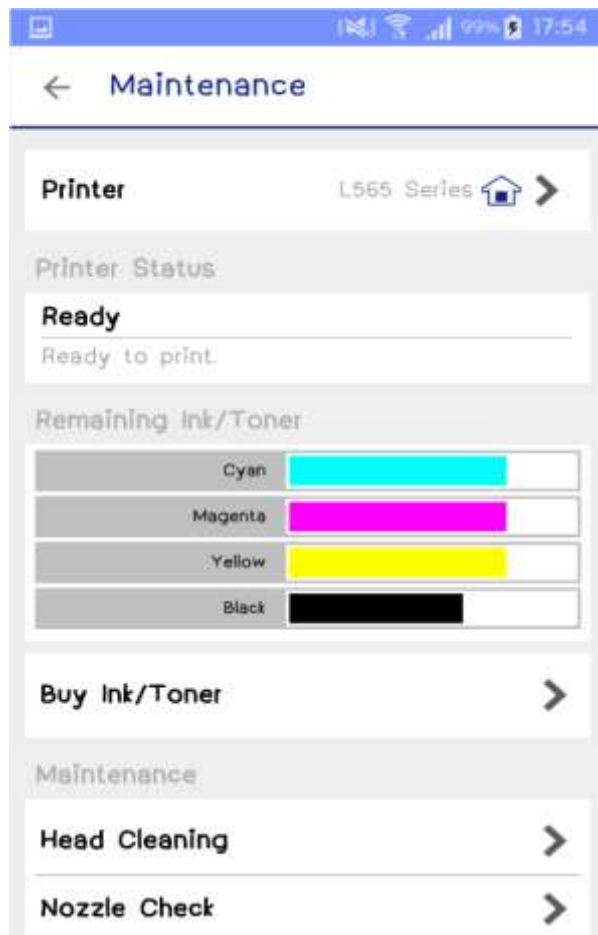 99% 17:54
Maintenance
Printer L565 Series
Printer Status
Ready
Ready to print.
Remaining Ink/Toner
Cyan
Magenta
Yellow
Black
Buy Ink/Toner
Maintenance
Head Cleaning
Nozzle Check